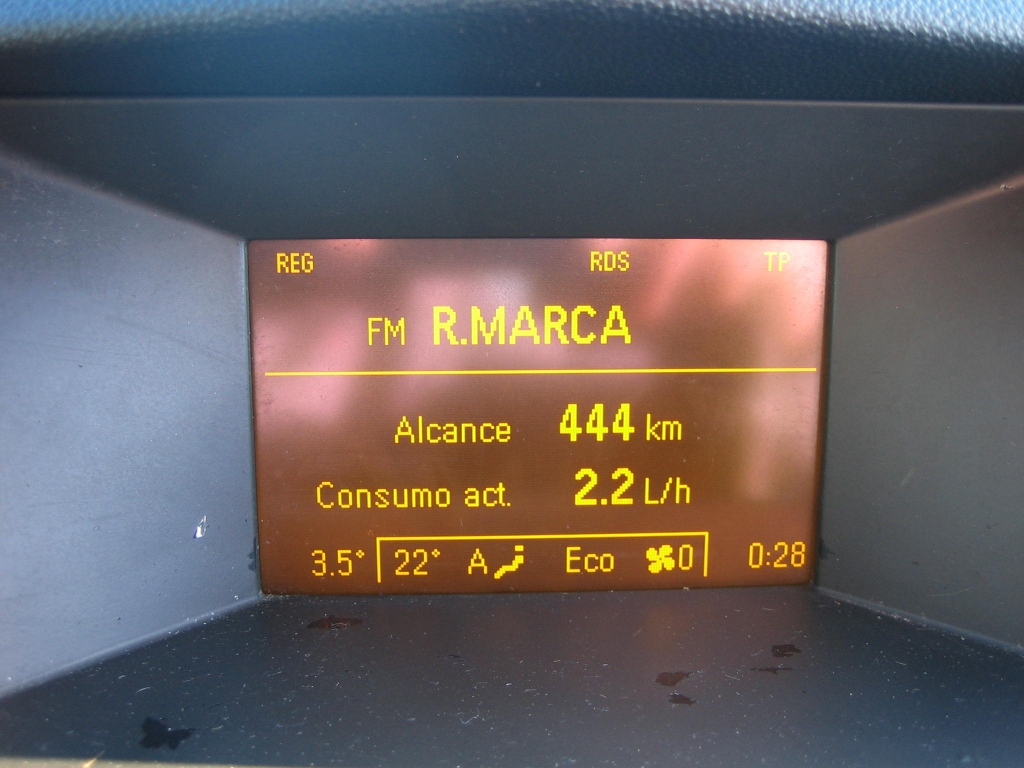 REG RDS TP
FM R.MARCA
Alcance 444 km
Consumo act. 2.2 L/h
3.5° 22° A Eco 0 0:28